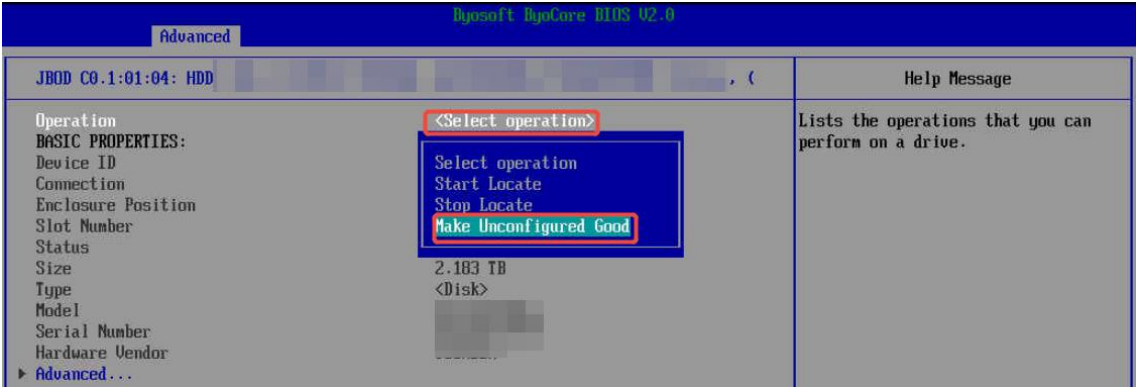 Byosoft ByoCore BIOS V2.0
Advanced
JBOD C0.1:01:04: HDD , (
Help Message
Operation <Select operation>
Lists the operations that you can
perform on a drive.
BASIC PROPERTIES:
Device ID
Select operation
Connection
Start Locate
Enclosure Position
Stop Locate
Slot Number
Make Unconfigured Good
Status
Size 2.183 TB
Type <Disk>
Model
Serial Number
Hardware Vendor
Advanced...